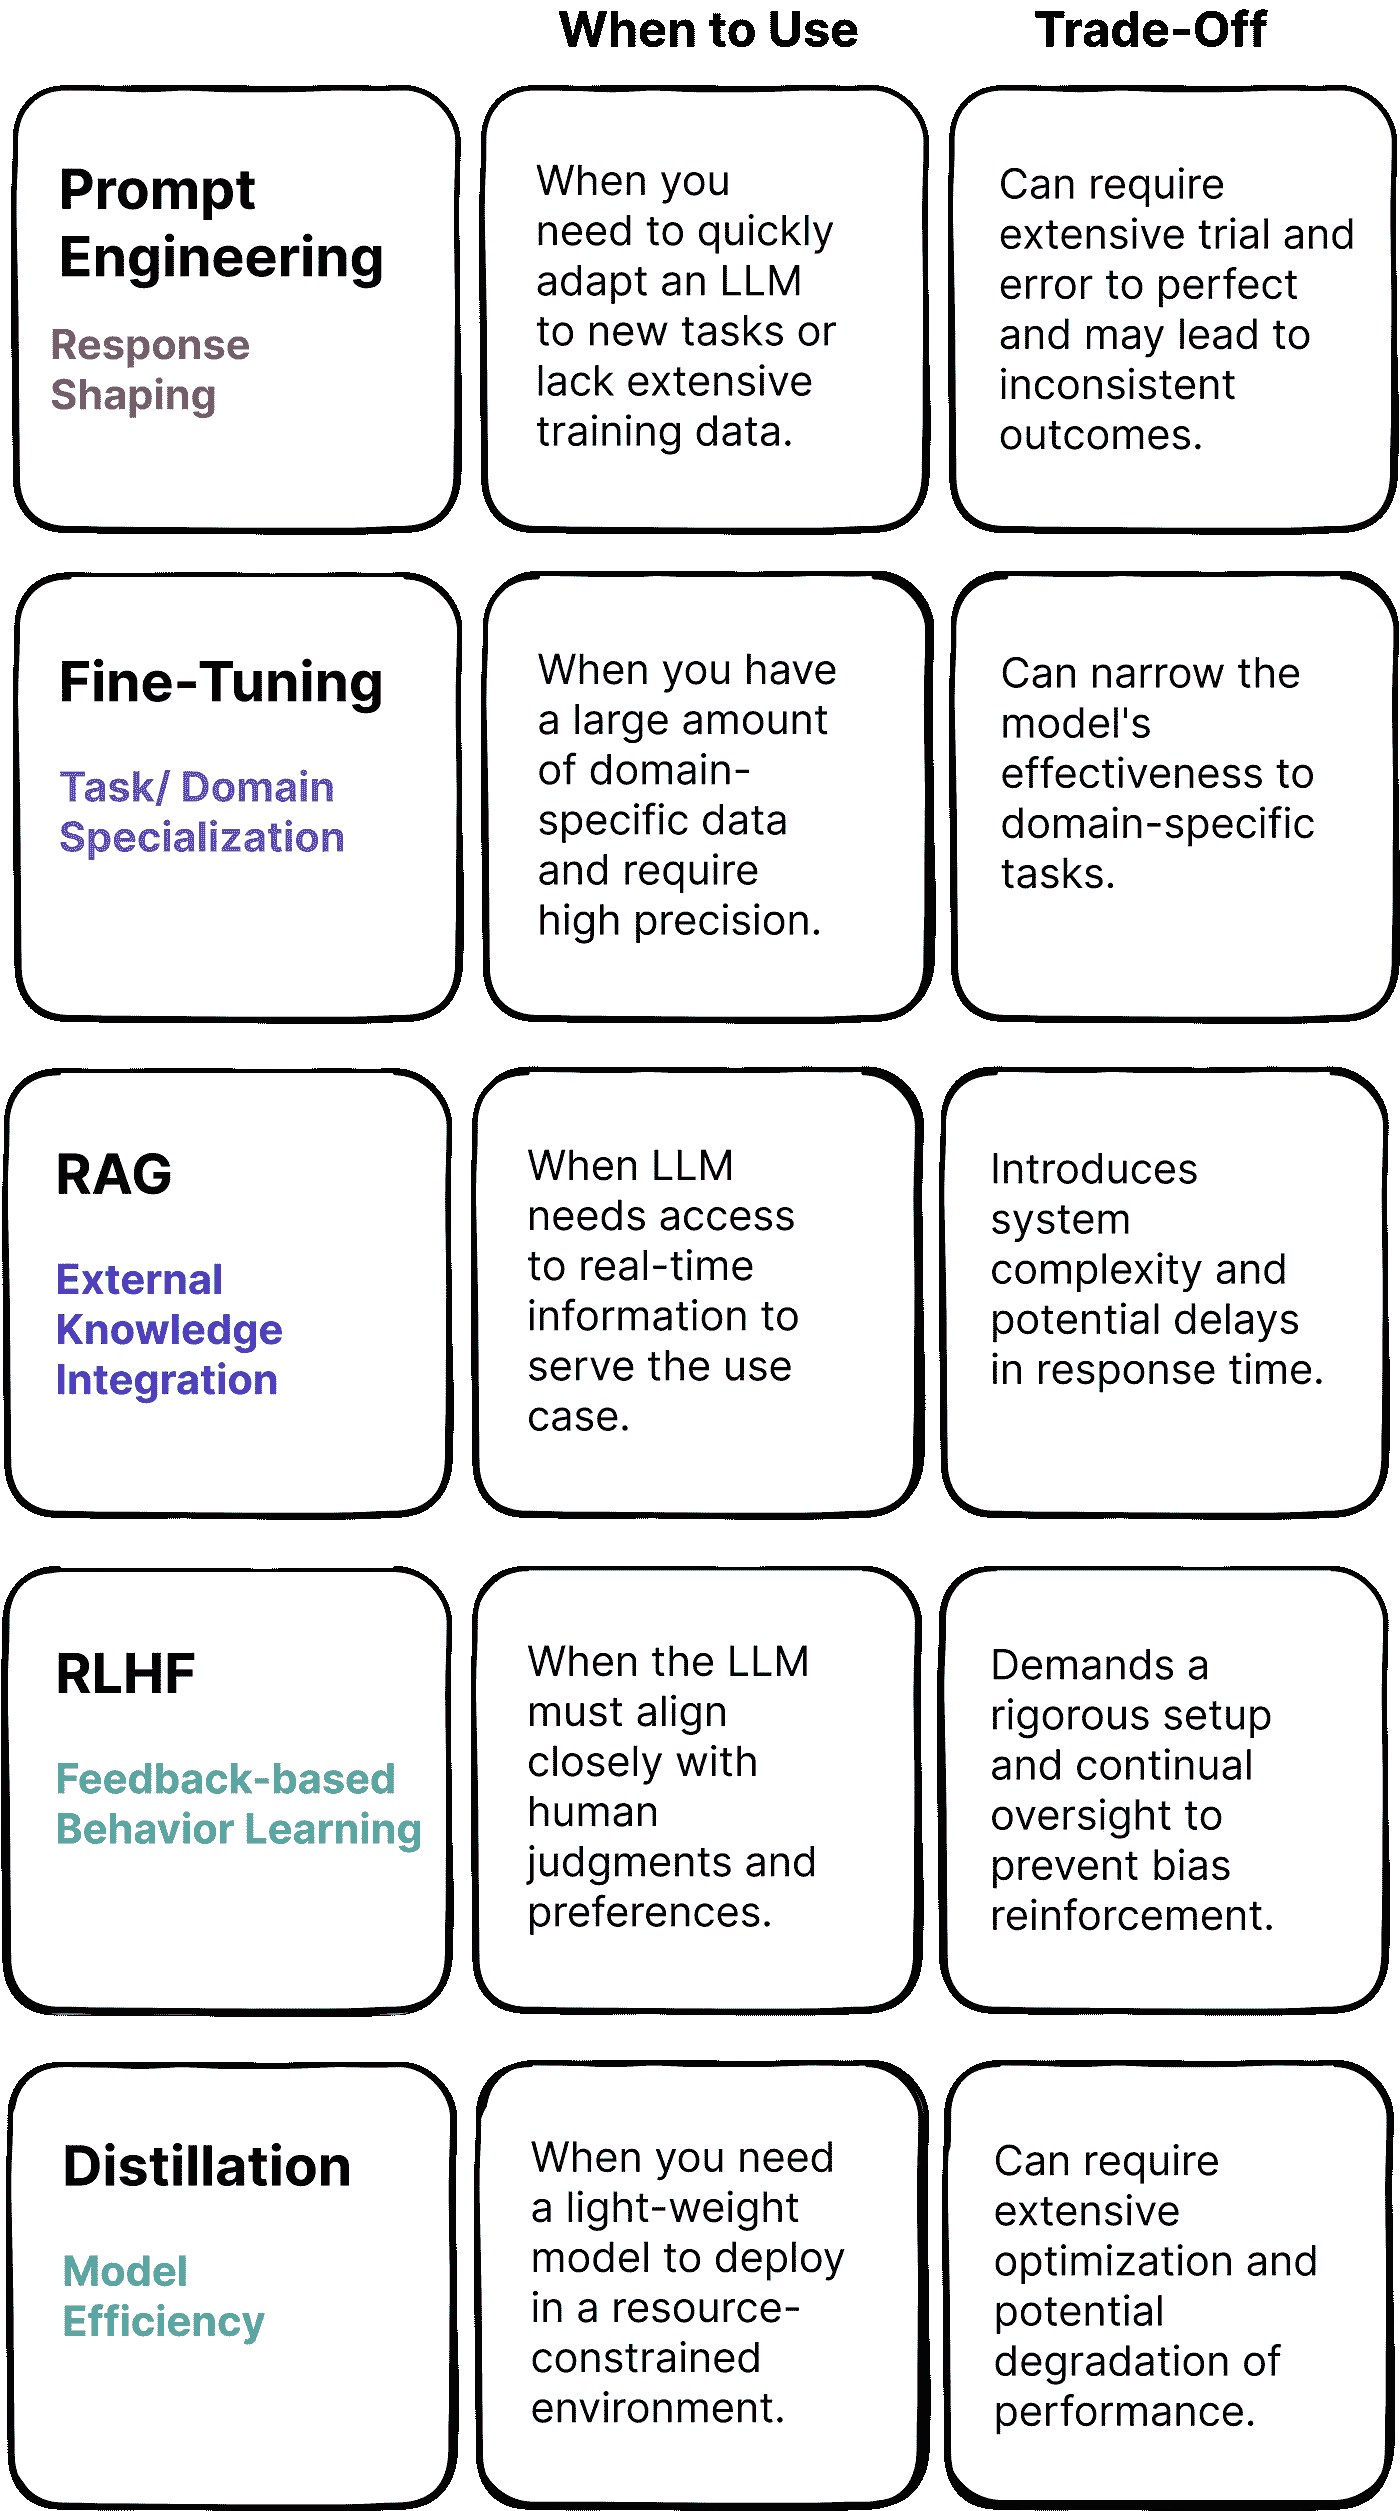 When to Use
Trade-Off
Prompt
Engineering
Response
Shaping
When you
need to quickly
adapt an LLM
to new tasks or
lack extensive
training data.
Can require
extensive trial and
error to perfect
and may lead to
inconsistent
outcomes.
Fine-Tuning
Task/ Domain
Specialization
When you have
a large amount
of domain-
specific data
and require
high precision.
Can narrow the
model's
effectiveness to
domain-specific
tasks.
RAG
External
Knowledge
Integration
When LLM
needs access
to real-time
information to
serve the use
case.
Introduces
system
complexity and
potential delays
in response time.
RLHF
Feedback-based
Behavior Learning
When the LLM
must align
closely with
human
judgments and
preferences.
Demands a
rigorous setup
and continual
oversight to
prevent bias
reinforcement.
Distillation
Model
Efficiency
When you need
a light-weight
model to deploy
in a resource-
constrained
environment.
Can require
extensive
optimization and
potential
degradation of
performance.